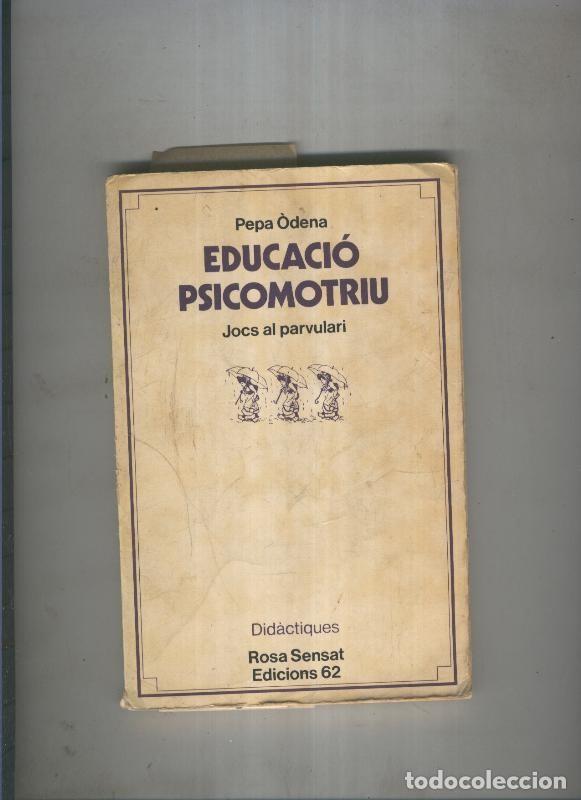 Pepa Òdena
EDUCACIÓ
PSICOMOTRIU
Jocs al parvulari
Didàctiques
Rosa Sensat
Edicions 62
todocoleccion